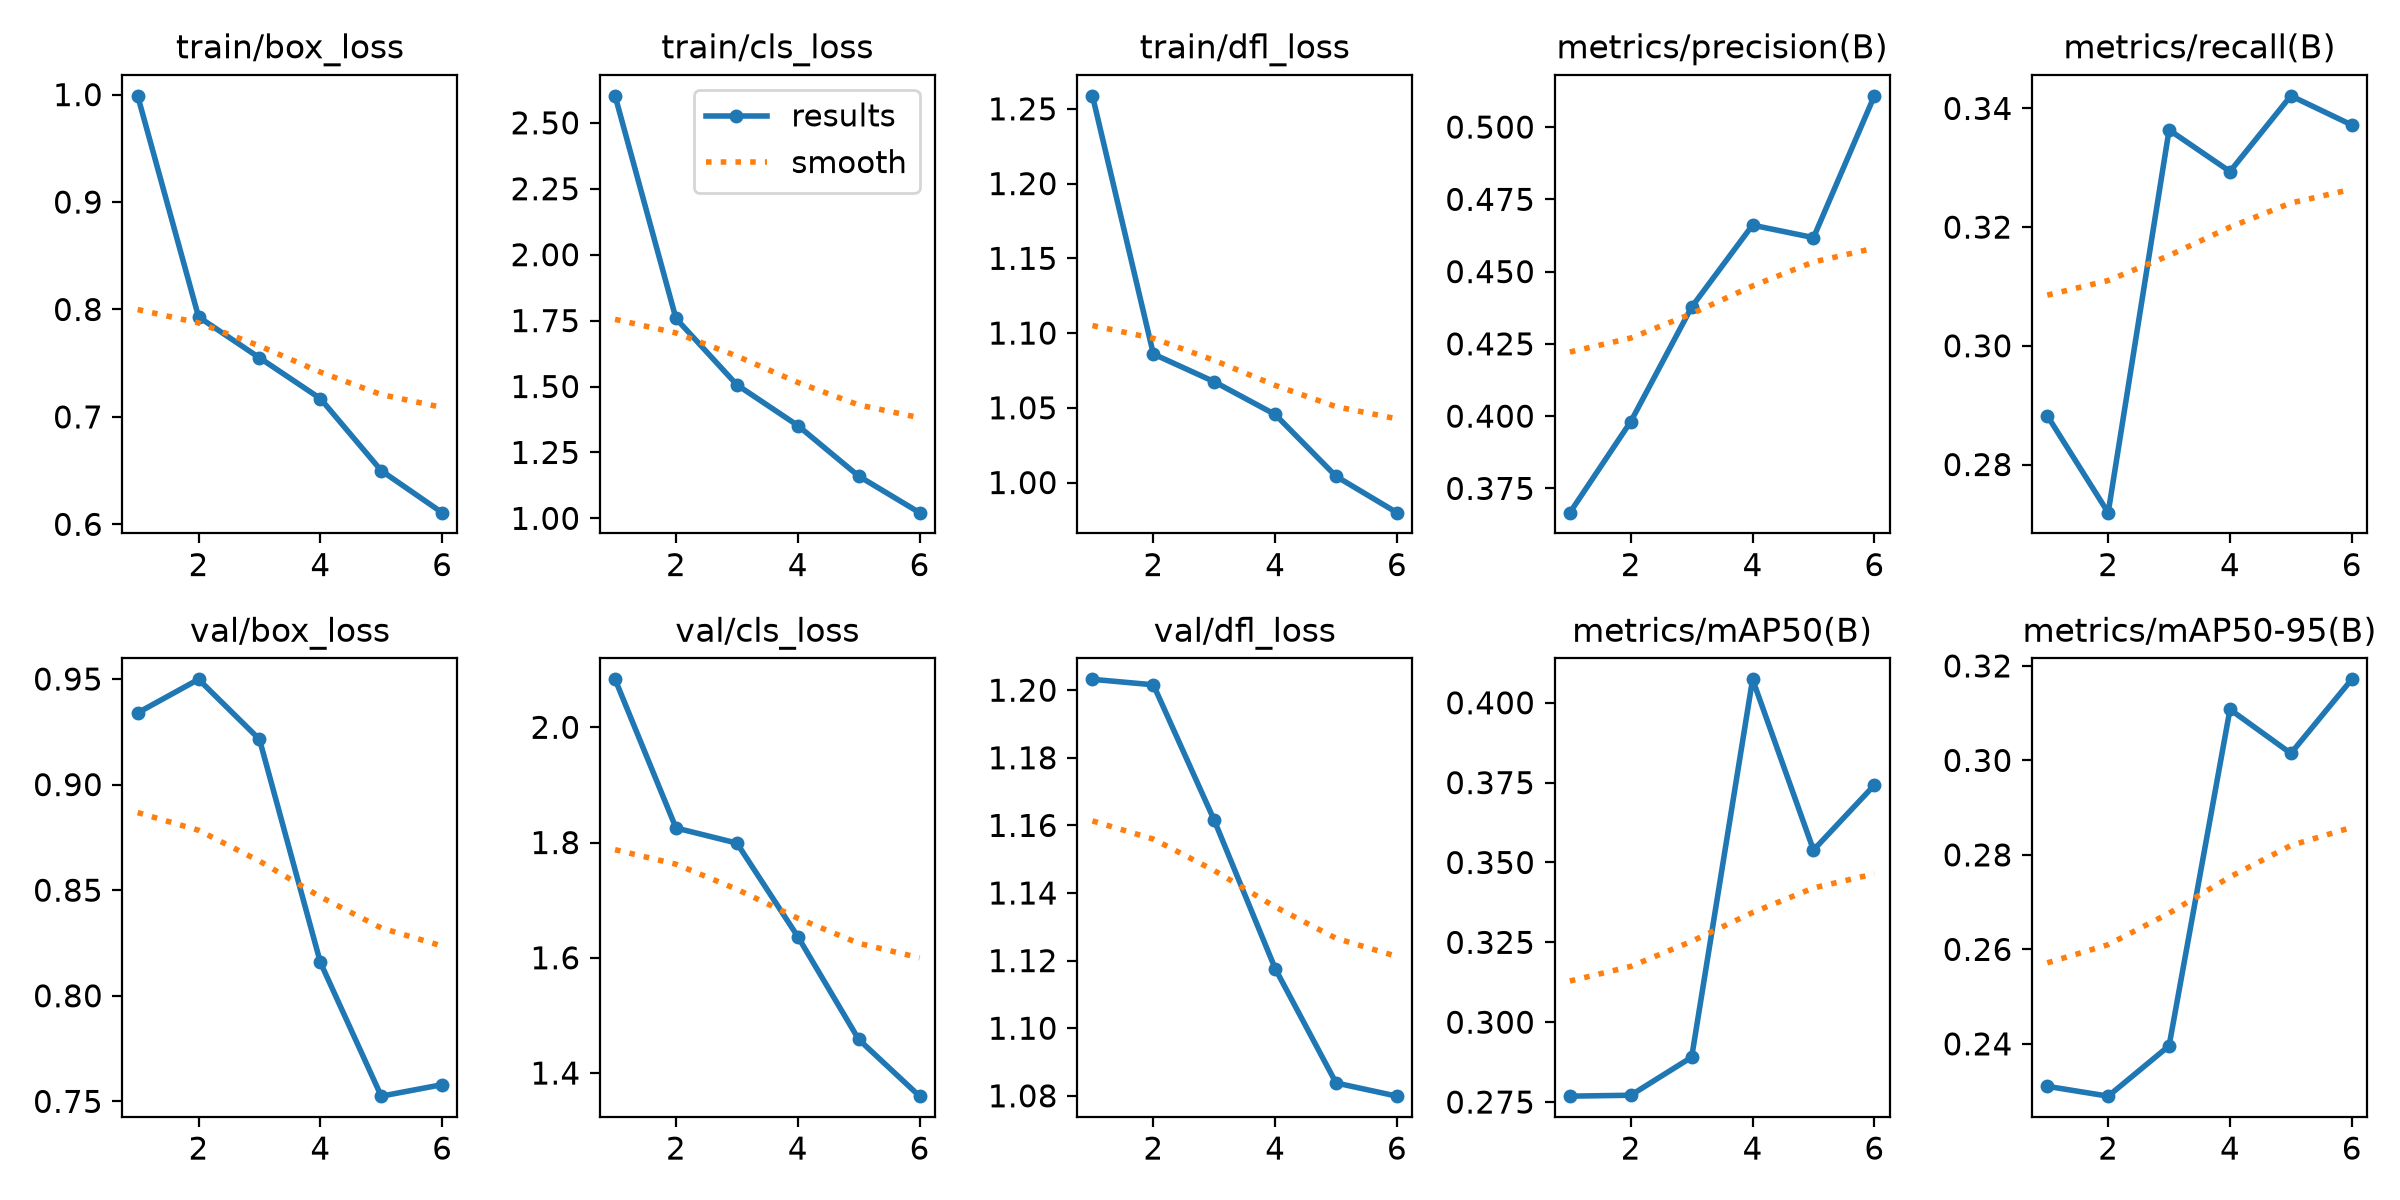 train/box_loss
1.0
0.9
0.8
0.7
0.6
2 4 6
train/cls_loss
results
smooth
2.50
2.25
2.00
1.75
1.50
1.25
1.00
2 4 6
train/dfl_loss
1.25
1.20
1.15
1.10
1.05
1.00
2 4 6
metrics/precision(B)
0.500
0.475
0.450
0.425
0.400
0.375
2 4 6
metrics/recall(B)
0.34
0.32
0.30
0.28
2 4 6
val/box_loss
0.95
0.90
0.85
0.80
0.75
2 4 6
val/cls_loss
2.0
1.8
1.6
1.4
2 4 6
val/dfl_loss
1.20
1.18
1.16
1.14
1.12
1.10
1.08
2 4 6
metrics/mAP50(B)
0.400
0.375
0.350
0.325
0.300
0.275
2 4 6
metrics/mAP50-95(B)
0.32
0.30
0.28
0.26
0.24
2 4 6